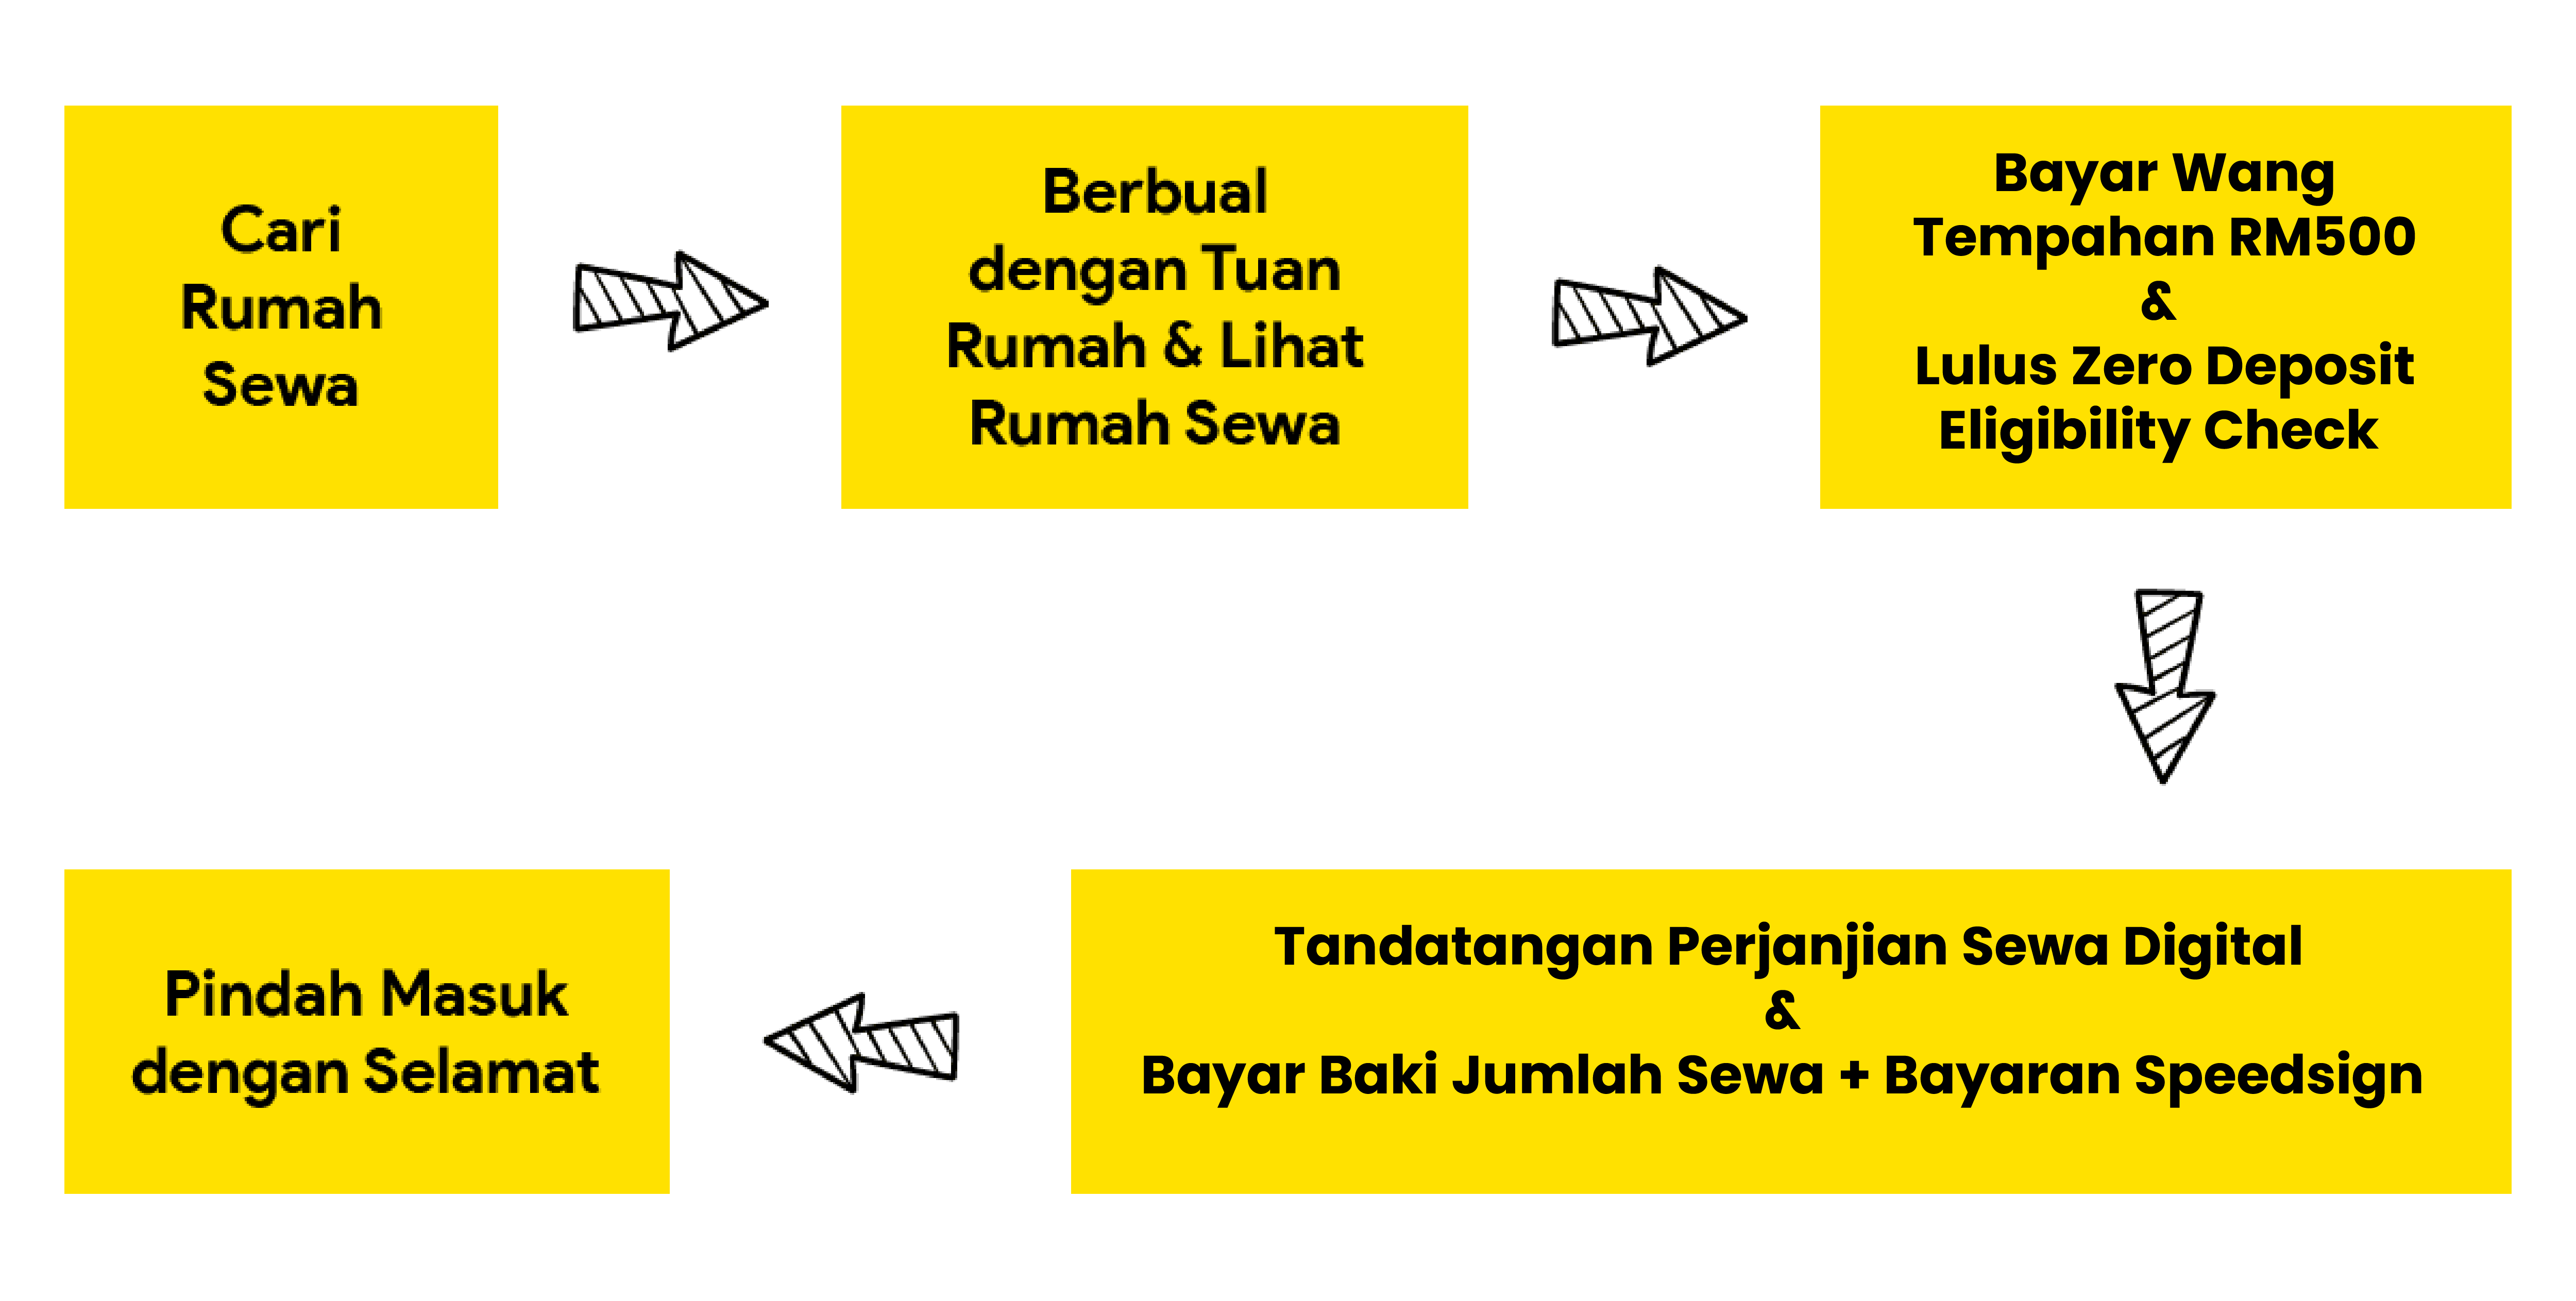 Cari
Rumah
Sewa
Berbual
dengan Tuan
Rumah & Lihat
Rumah Sewa
Bayar Wang
Tempahan RM500
&
Lulus Zero Deposit
Eligibility Check
Tandatangan Perjanjian Sewa Digital
&
Bayar Baki Jumlah Sewa + Bayaran Speedsign
Pindah Masuk
dengan Selamat